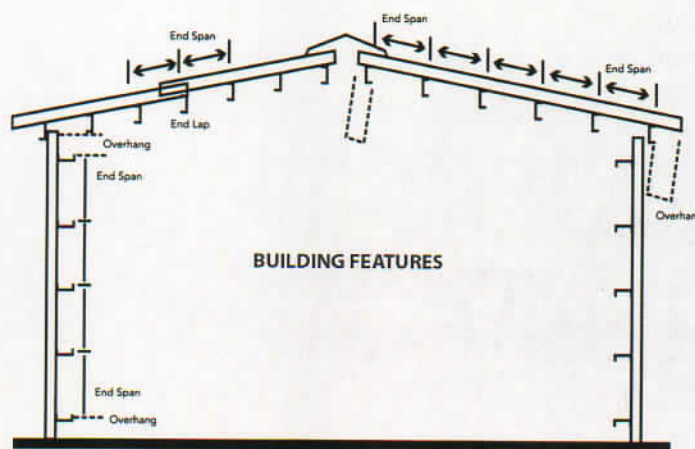 End Span
End Span
End Span
End Lap
Overhang
End Span
Overhang
BUILDING FEATURES
End Span
Overhang